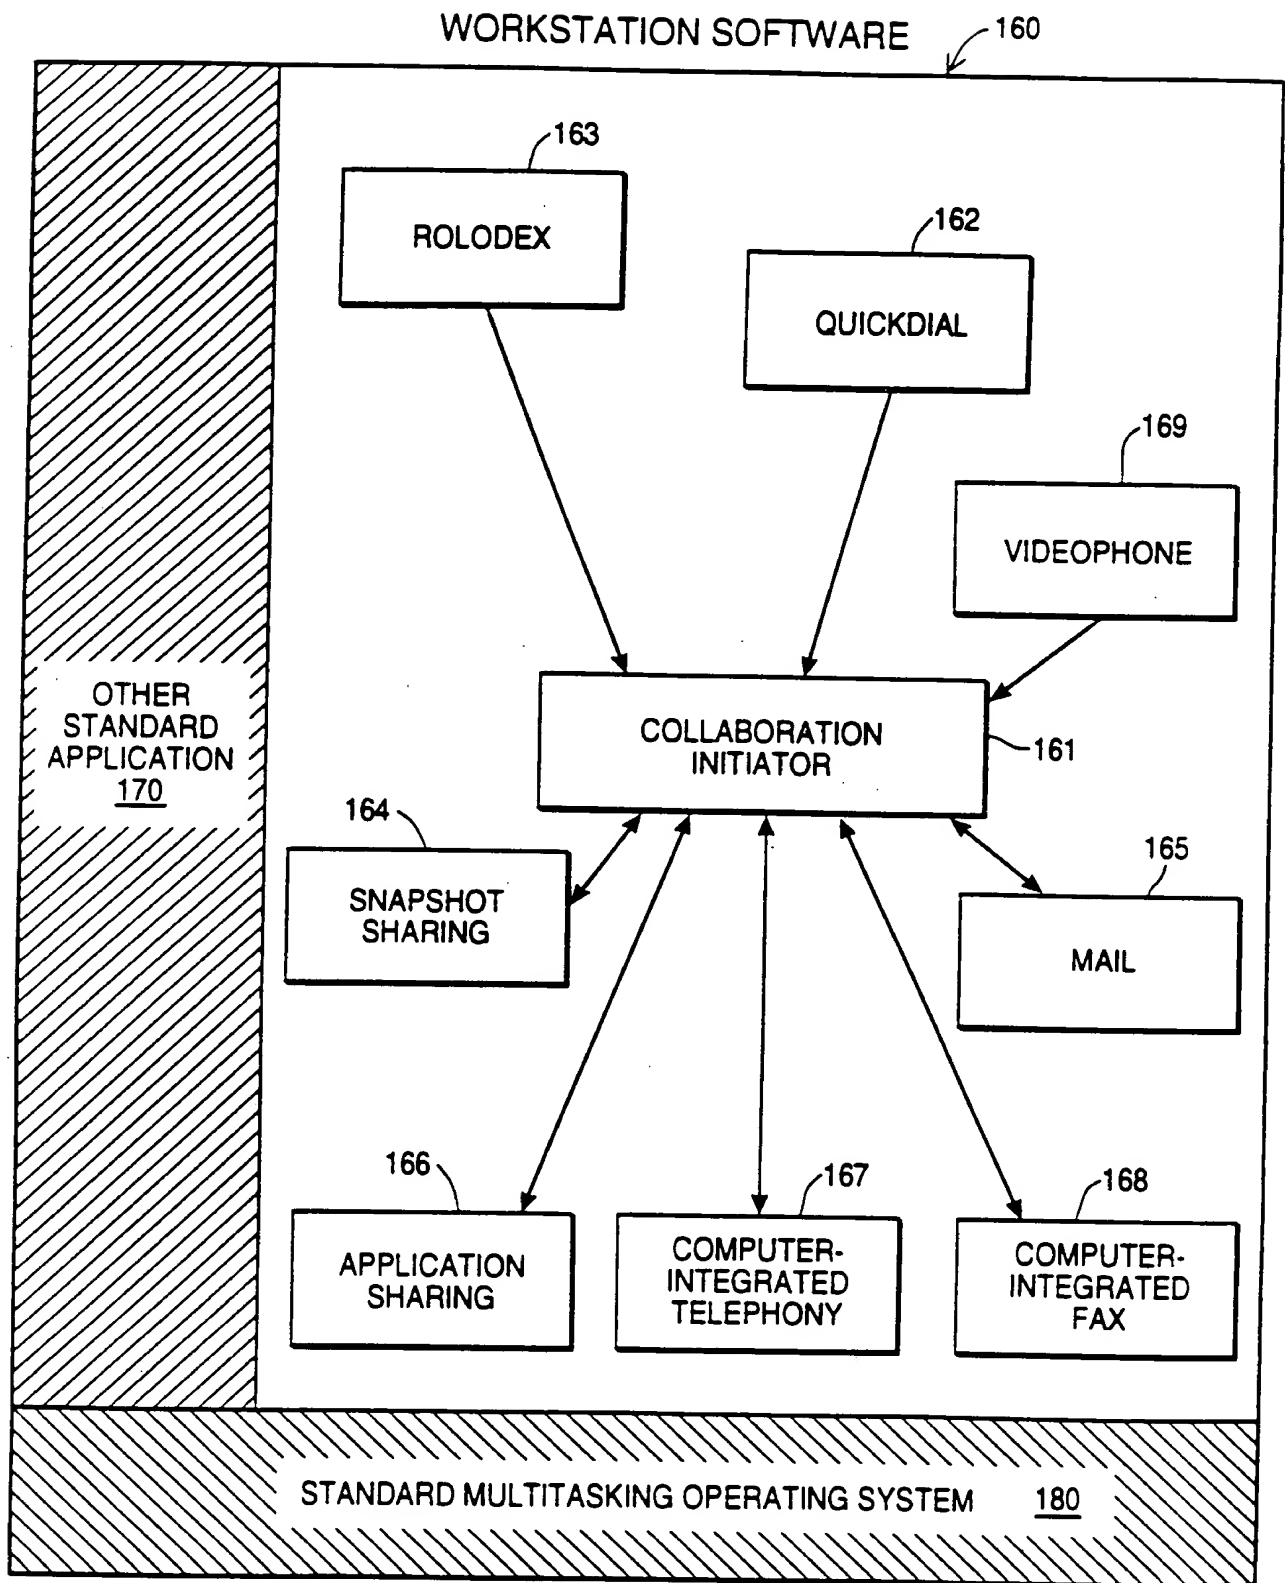 WORKSTATION SOFTWARE
160
163
ROLODEX
162
QUICKDIAL
169
VIDEOPHONE
COLLABORATION
INITIATOR
161
OTHER
STANDARD
APPLICATION
170
164
SNAPSHOT
SHARING
165
MAIL
166
APPLICATION
SHARING
167
COMPUTER-
INTEGRATED
TELEPHONY
168
COMPUTER-
INTEGRATED
FAX
STANDARD MULTITASKING OPERATING SYSTEM 180